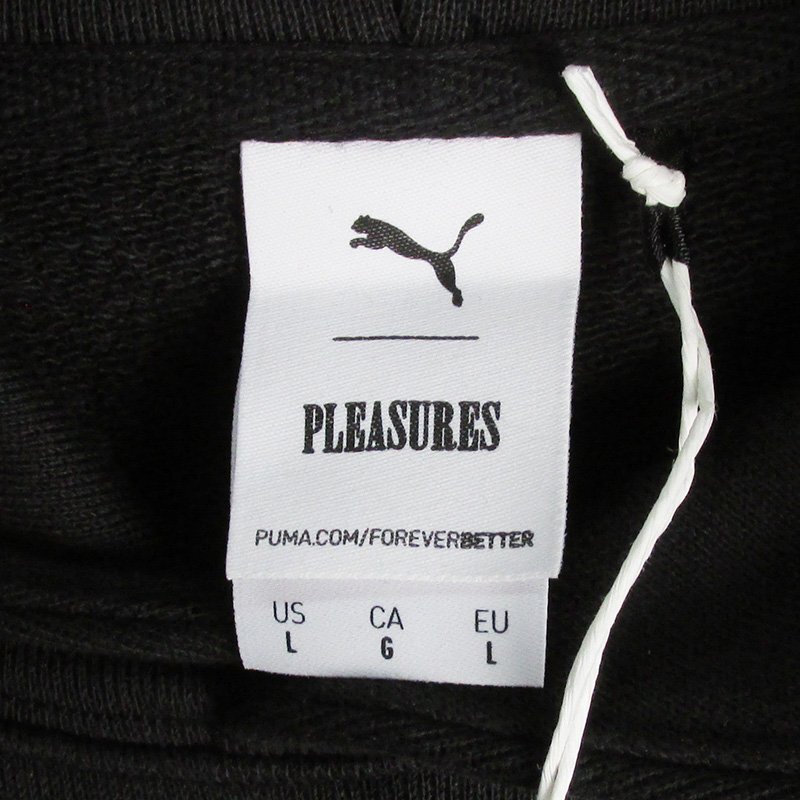 PLEASURES
PUMA.COM/FOREVERBETTER
US CA EU
L G L